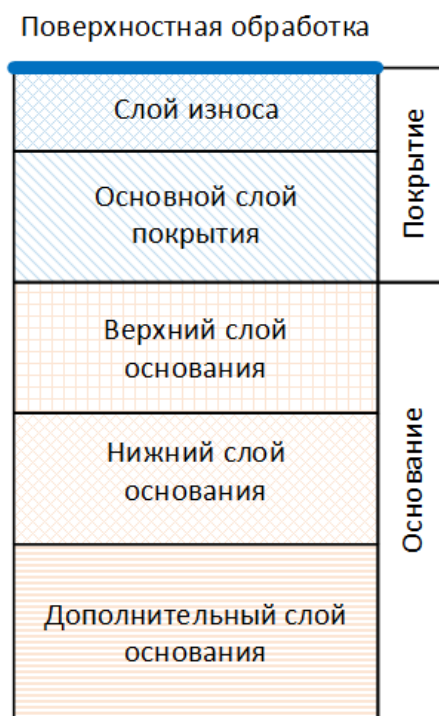 Поверхностная обработка
Слой износа
Основной слой
покрытия
Покрытие
Верхний слой
основания
Нижний слой
основания
Дополнительный слой
основания
Основание